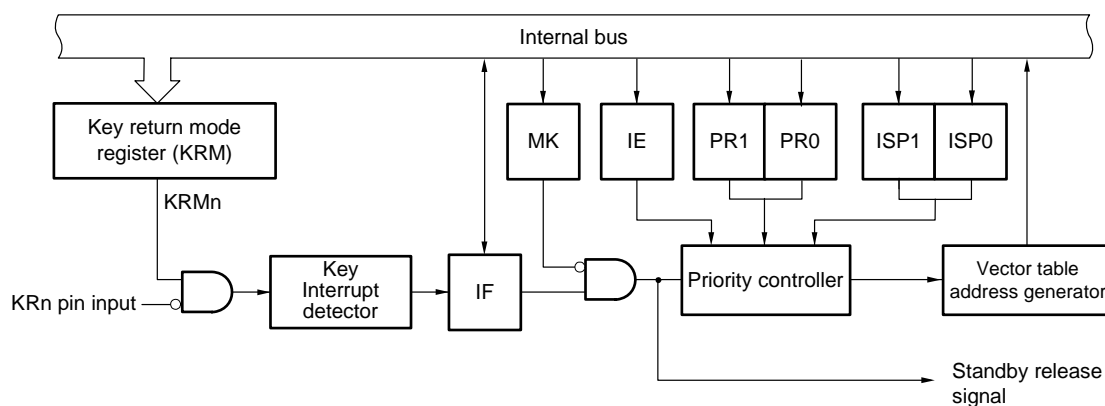 Internal bus
Key return mode
register (KRM)
MK
IE
PR1
PR0
ISP1
ISP0
KRMn
Key
Interrupt
detector
IF
Priority controller
Vector table
address generator
KRn pin input
Standby release
signal